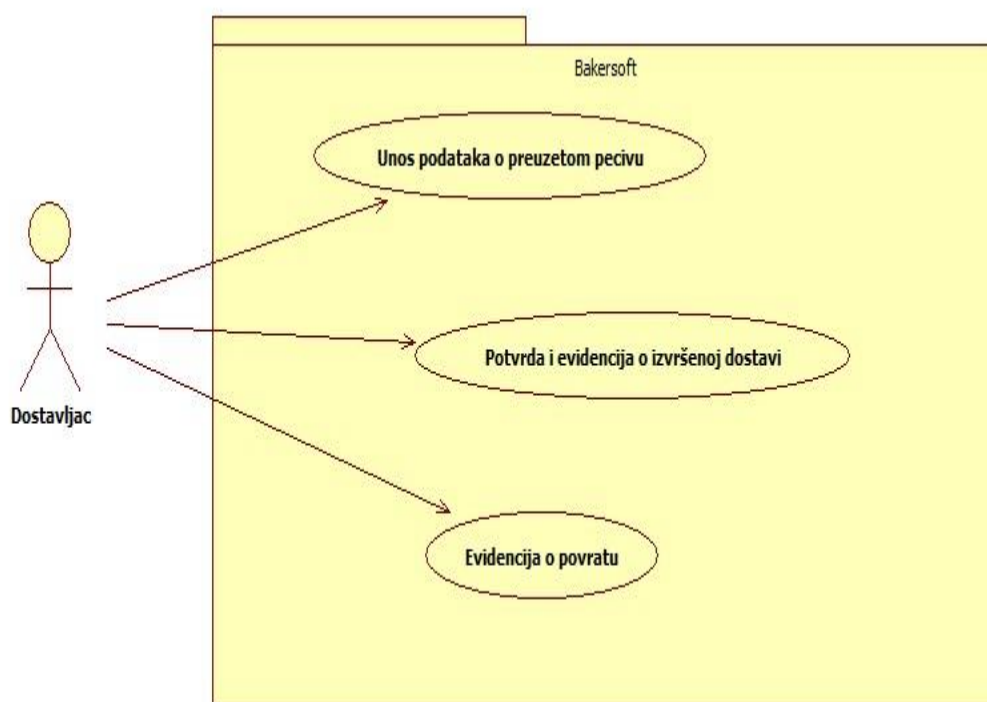 Bakersoft
Unos podataka o preuzetom pecivu
Potvrda i evidencija o izvršenoj dostavi
Dostavljac
Evidencija o povratu